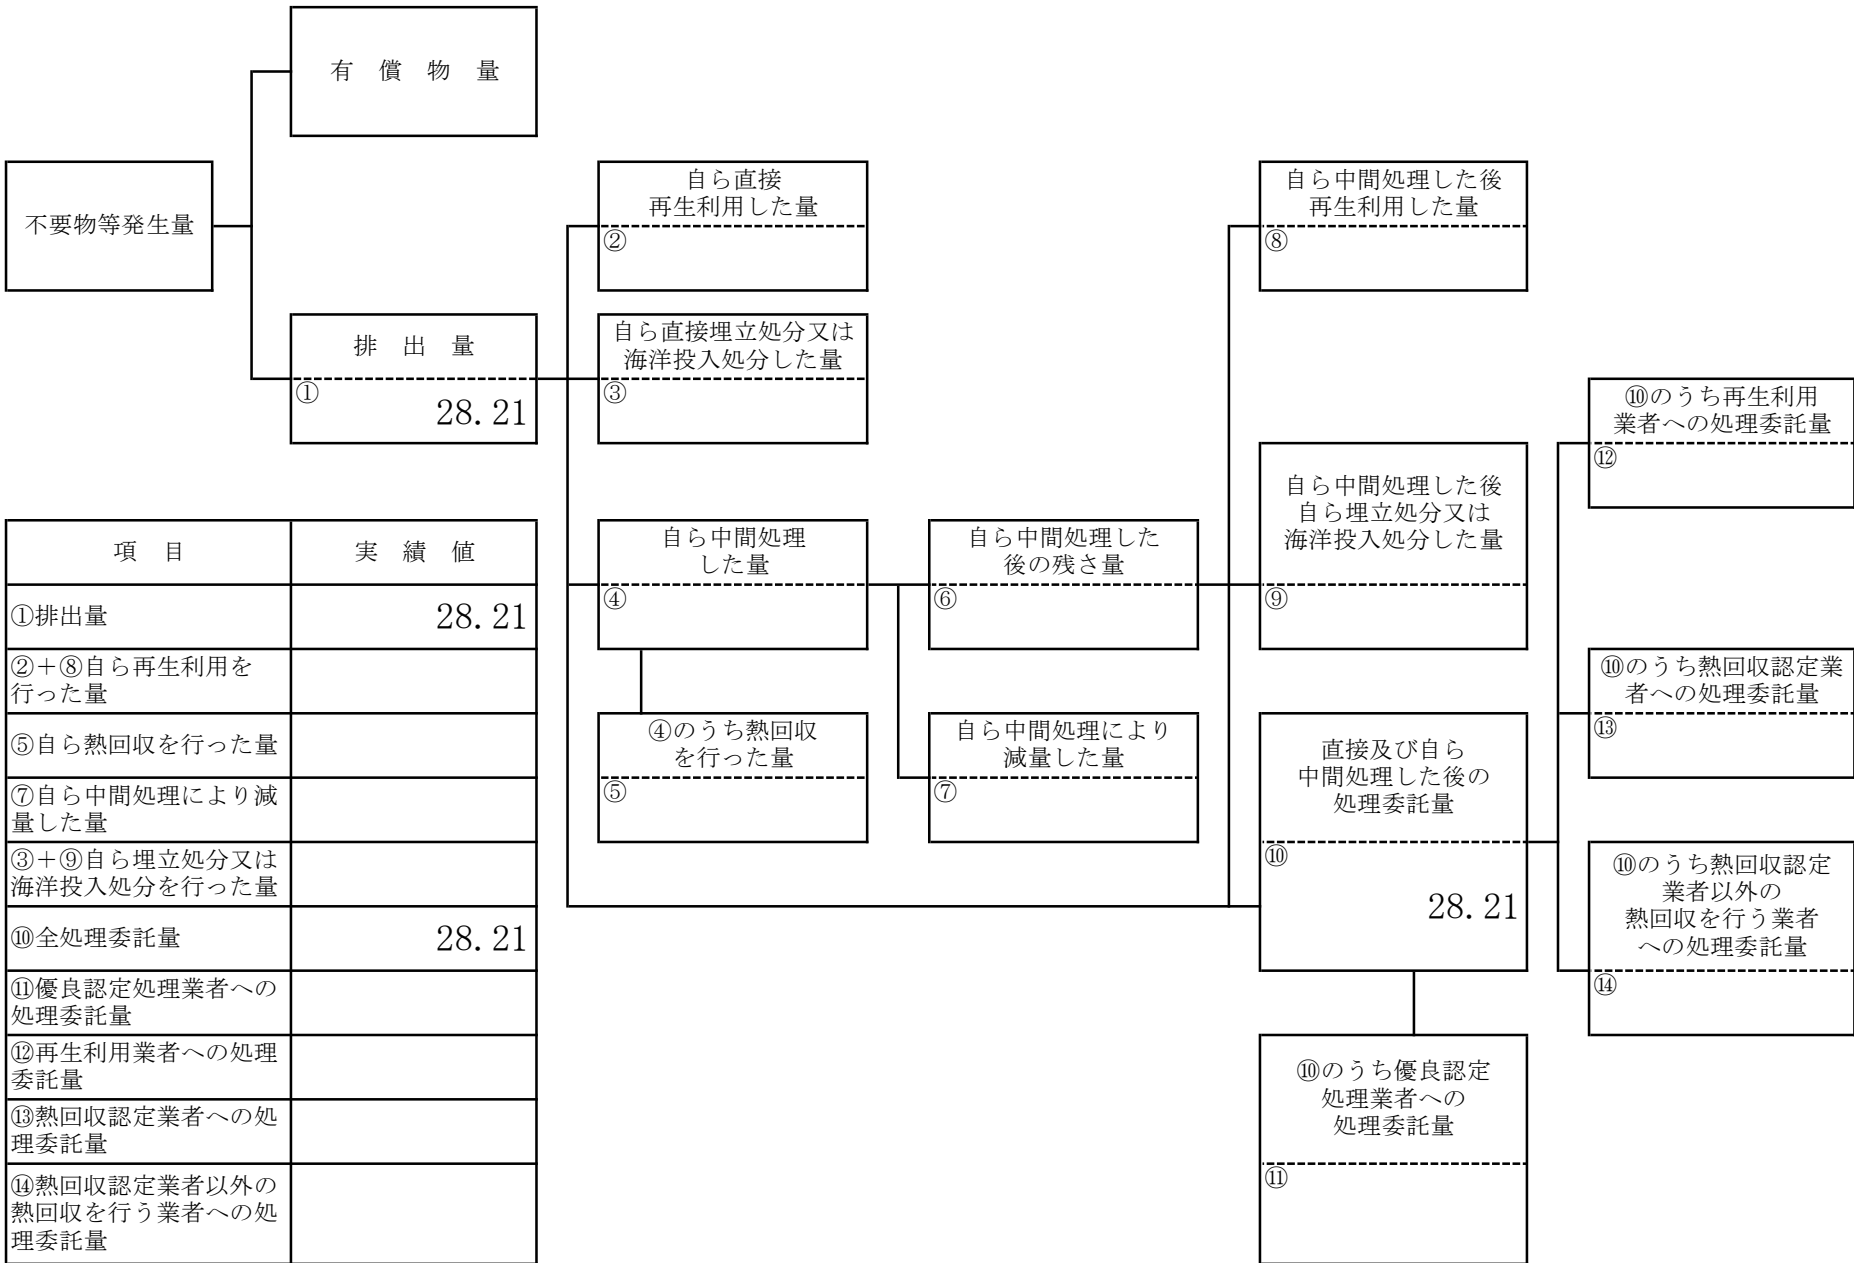 有 償 物 量
不要物等発生量
排 出 量
①
28.21
自ら直接
再生利用した量
②
自ら直接埋立処分又は
海洋投入処分した量
③
自ら中間処理
した量
④
④のうち熱回収
を行った量
⑤
自ら中間処理した
後の残さ量
⑥
自ら中間処理により
減量した量
⑦
自ら中間処理した後
再生利用した量
⑧
自ら中間処理した後
自ら埋立処分又は
海洋投入処分した量
⑨
直接及び自ら
中間処理した後の
処理委託量
⑩
28.21
⑩のうち優良認定
処理業者への
処理委託量
⑪
⑩のうち再生利用
業者への処理委託量
⑫
⑩のうち熱回収認定業
者への処理委託量
⑬
⑩のうち熱回収認定
業者以外の
熱回収を行う業者
への処理委託量
⑭
項 目 実 績 値
①排出量 28.21
②＋⑧自ら再生利用を
行った量
⑤自ら熱回収を行った量
⑦自ら中間処理により減
量した量
③＋⑨自ら埋立処分又は
海洋投入処分を行った量
⑩全処理委託量 28.21
⑪優良認定処理業者への
処理委託量
⑫再生利用業者への処理
委託量
⑬熱回収認定業者への処
理委託量
⑭熱回収認定業者以外の
熱回収を行う業者への処
理委託量